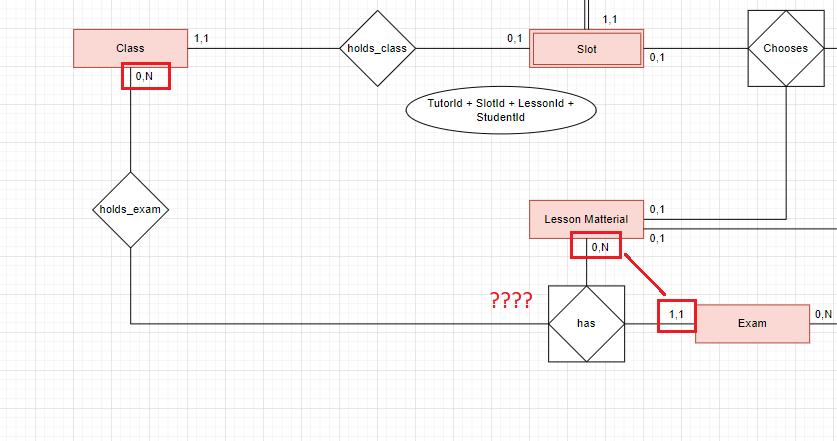 1,1
Class
1,1
holds_class
0,1
Slot
0,1
Chooses
0,N
TutorId + SlotId + LessonId +
StudentId
holds_exam
Lesson Matterial
0,1
0,1
0,N
????
has
1,1
Exam
0,N